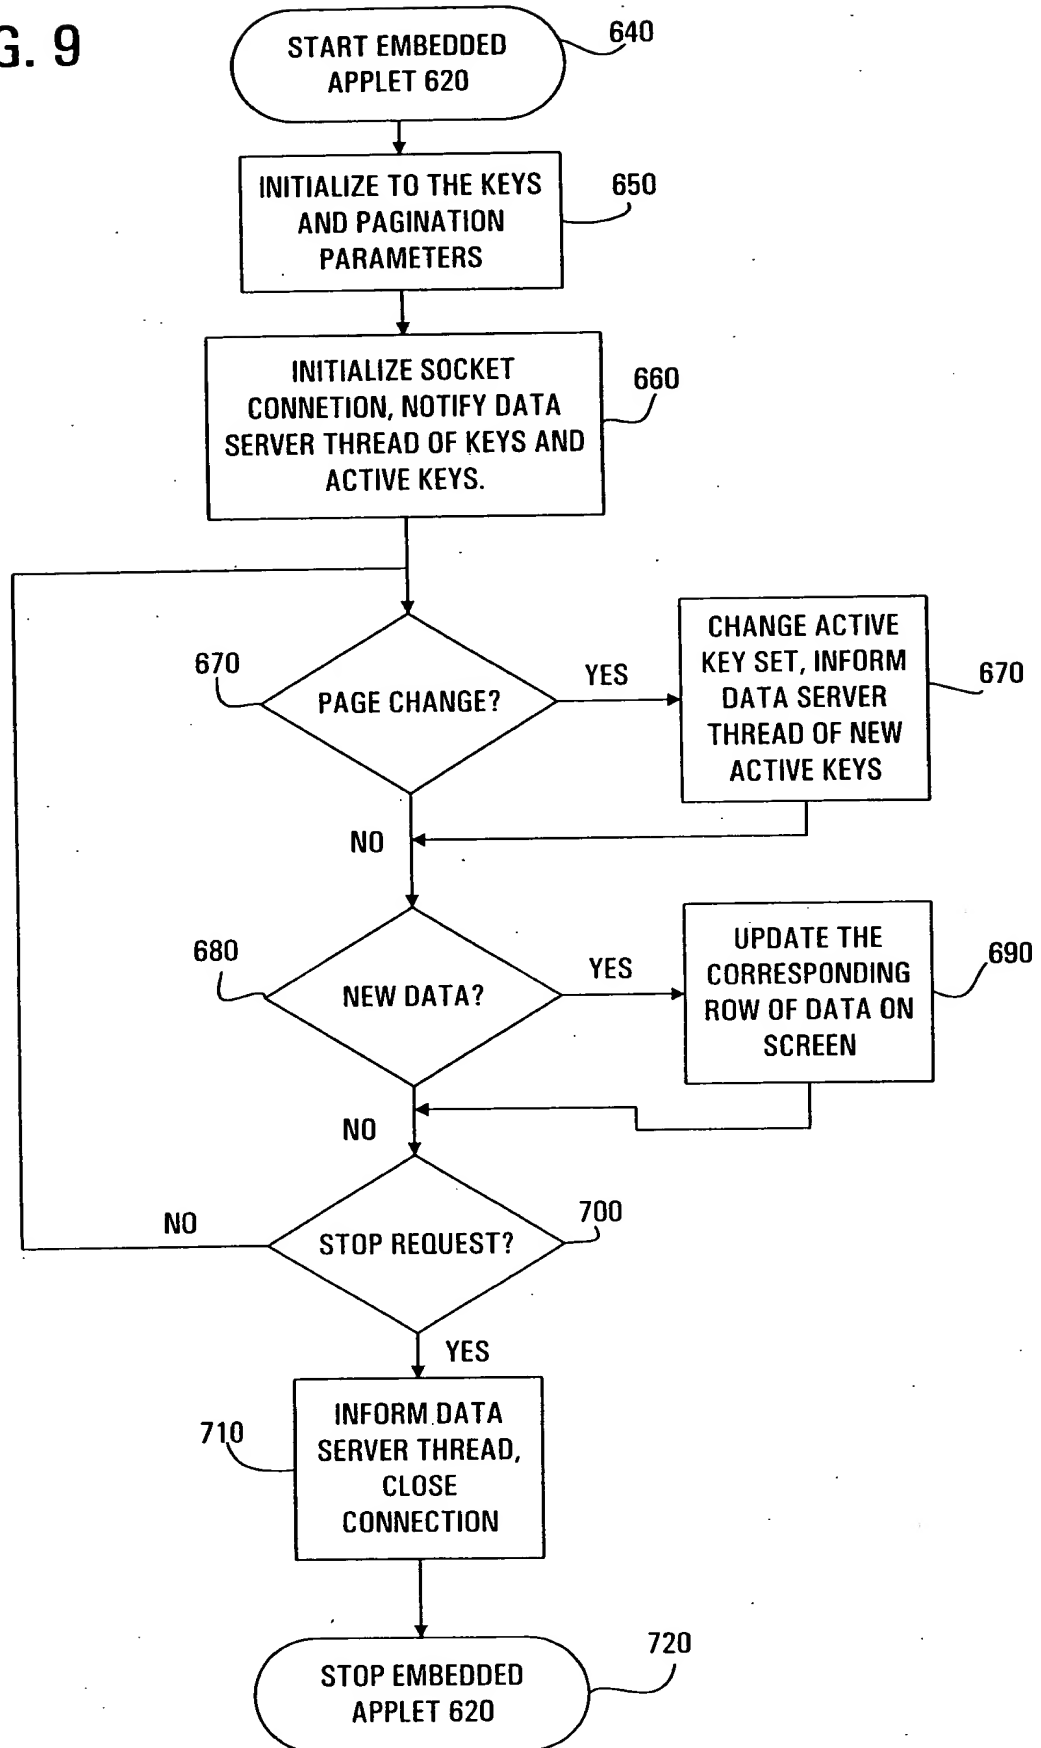 G. 9
START EMBEDDED
APPLET 620
640
INITIALIZE TO THE KEYS
AND PAGINATION
PARAMETERS
650
INITIALIZE SOCKET
CONNETION, NOTIFY DATA
SERVER THREAD OF KEYS AND
ACTIVE KEYS.
660
670
PAGE CHANGE?
YES
CHANGE ACTIVE
KEY SET, INFORM
DATA SERVER
THREAD OF NEW
ACTIVE KEYS
670
NO
680
NEW DATA?
YES
UPDATE THE
CORRESPONDING
ROW OF DATA ON
SCREEN
690
NO
STOP REQUEST?
700
NO
YES
710
INFORM DATA
SERVER THREAD,
CLOSE
CONNECTION
STOP EMBEDDED
APPLET 620
720